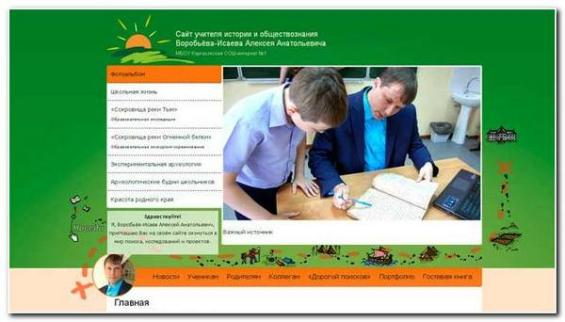 Сайт учителя истории и обществознания
Воробьёва-Исаева Алексея Анатольевича
МБОУ Каргасокская СОШ-интернат №1
Фотоальбом
Школьная жизнь
«Сокровища реки Тым»
Образовательная экспедиция
«Сокровища реки Огненной белки»
Образовательная
Экспериментальная археология
Археологические будни школьников
Красота родного края
Здравствуйте!
Я, Воробьёв-Исаев Алексей Анатольевич,
приглашаю Вас на своём сайте окунуться в
мир поиска, исследований и проектов.
Важный источник
Новости Ученикам Родителям Коллегам «Дорогой поисков» Портфолио Гостевая книга
Главная